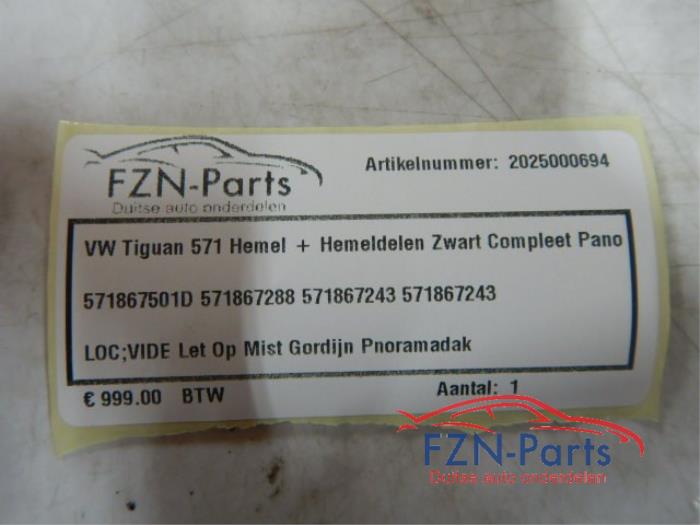 FZN-Parts
Duitse auto onderdelen
Artikelnummer: 2025000694
VW Tiguan 571 Hemel + Hemeldelen Zwart Compleet Pano
571867501D 571867288 571867243 571867243
LOC;VIDE Let Op Mist Gordijn Pnoramadak
€ 999.00 BTW
Aantal: 1
FZN-Parts
Duitse auto onderdelen